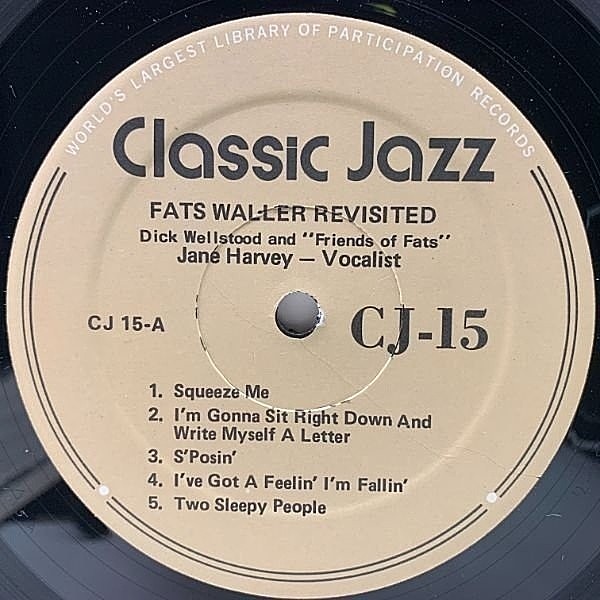 WORLD'S LARGEST LIBRARY OF PARTICIPATION RECORDS
Classic Jazz
FATS WALLER REVISITED
Dick Wellstood and "Friends of Fats"
Jane Harvey — Vocalist
CJ 15-A
CJ-15
1. Squeeze Me
2. I'm Gonna Sit Right Down And
Write Myself A Letter
3. S'Posin'
4. I've Got A Feelin' I'm Fallin'
5. Two Sleepy People